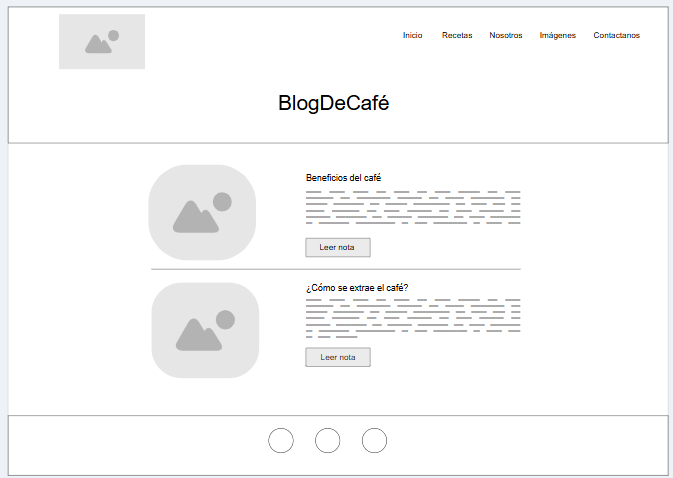 Inicio Recetas Nosotros Imágenes Contactanos
BlogDeCafé
Beneficios del café
Leer nota
¿Cómo se extrae el café?
Leer nota